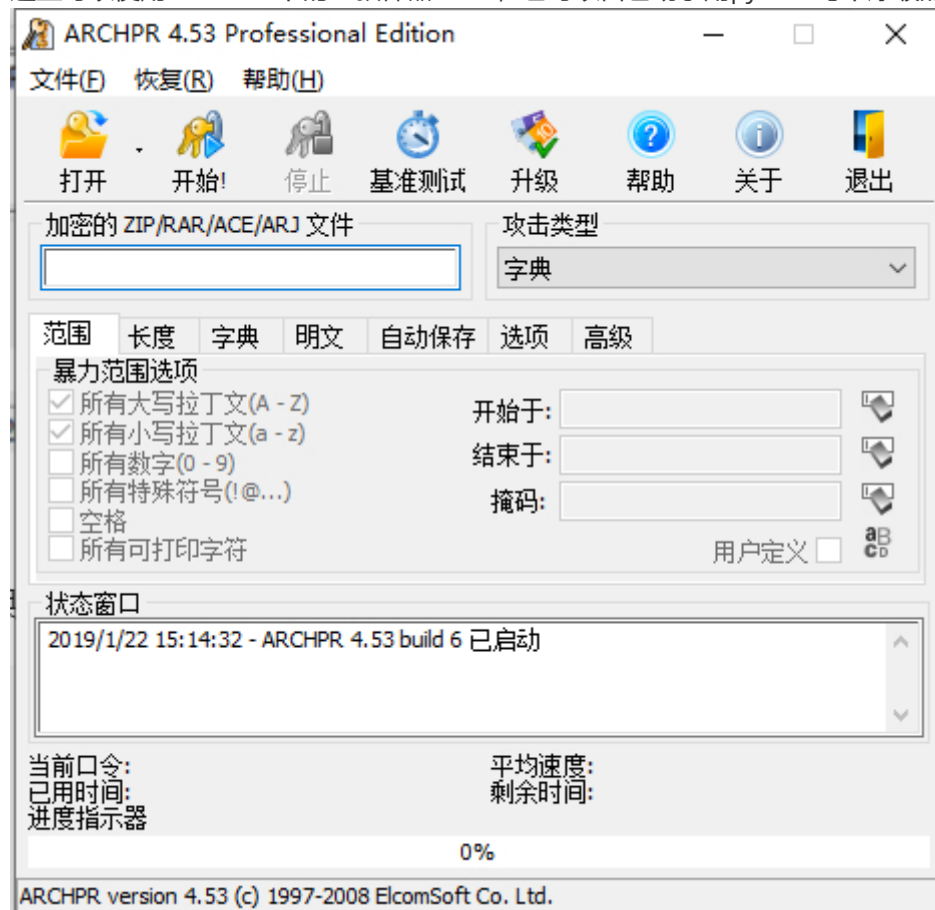 ARCHPR 4.53 Professional Edition
文件(F) 恢复(R) 帮助(H)
打开 开始! 停止 基准测试 升级 帮助 关于 退出
加密的 ZIP/RAR/ACE/ARJ 文件 攻击类型
字典
范围 长度 字典 明文 自动保存 选项 高级
暴力范围选项
所有大写拉丁文(A - Z) 开始于:
所有小写拉丁文(a - z)
所有数字(0 - 9) 结束于:
所有特殊符号(!@...) 掩码:
空格
所有可打印字符 用户定义
状态窗口
2019/1/22 15:14:32 - ARCHPR 4.53 build 6 已启动
当前口令: 平均速度:
已用时间: 剩余时间:
进度指示器
0%
ARCHPR version 4.53 (c) 1997-2008 ElcomSoft Co. Ltd.